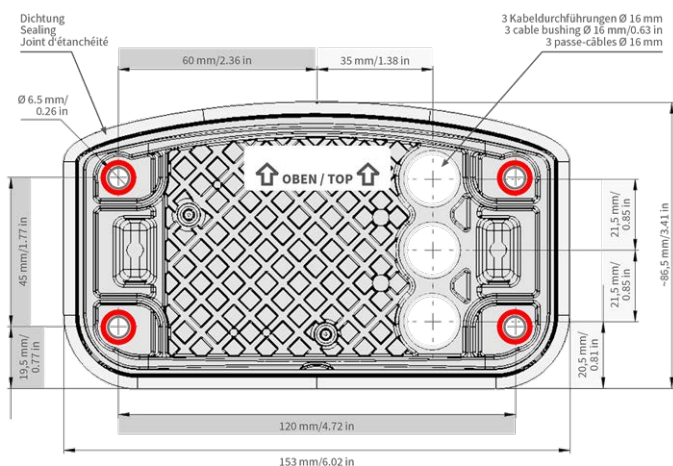 Dichtung
Sealing
Joint d'étanchéité
3 Kabeldurchführungen Ø 16 mm
3 cable bushing Ø 16 mm/0.63 in
3 passe-câbles Ø 16 mm
60 mm/2.36 in
35 mm/1.38 in
Ø 6.5 mm/
0.26 in
OBEN / TOP
45 mm/1.77 in
19,5 mm/
0.77 in
21,5 mm/
0.85 in
21,5 mm/
0.85 in
20,5 mm/
0.81 in
~86,5 mm/3.41 in
120 mm/4.72 in
153 mm/6.02 in